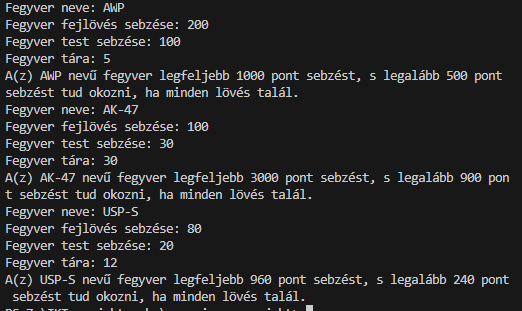 Fegyver neve: AWP
Fegyver fejlövés sebzése: 200
Fegyver test sebzése: 100
Fegyver tára: 5
A(z) AWP nevű fegyver legfeljebb 1000 pont sebzést, s legalább 500 pont
sebzést tud okozni, ha minden lövés talál.
Fegyver neve: AK-47
Fegyver fejlövés sebzése: 100
Fegyver test sebzése: 30
Fegyver tára: 30
A(z) AK-47 nevű fegyver legfeljebb 3000 pont sebzést, s legalább 900 pon
t sebzést tud okozni, ha minden lövés talál.
Fegyver neve: USP-S
Fegyver fejlövés sebzése: 80
Fegyver test sebzése: 20
Fegyver tára: 12
A(z) USP-S nevű fegyver legfeljebb 960 pont sebzést, s legalább 240 pont
sebzést tud okozni, ha minden lövés talál.